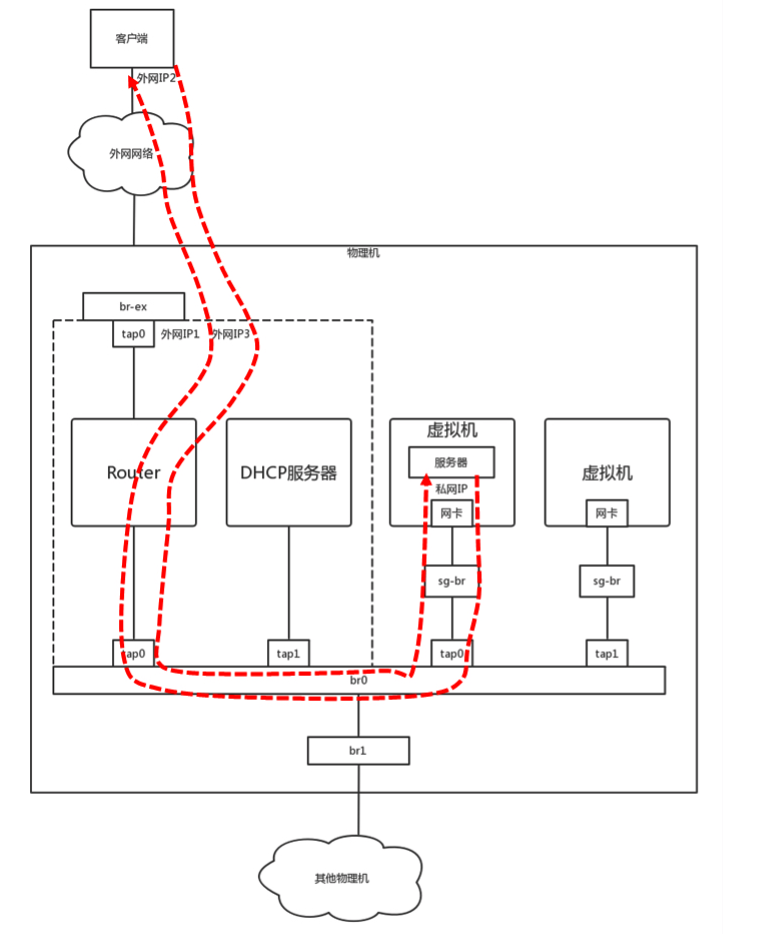 客户端
外网IP2
外网网络
物理机
br-ex
tap0
外网IP1
外网IP3
Router
DHCP服务器
虚拟机
服务器
私网IP
网卡
虚拟机
网卡
sg-br
sg-br
tap0
tap1
tap0
tap1
br0
br1
其他物理机